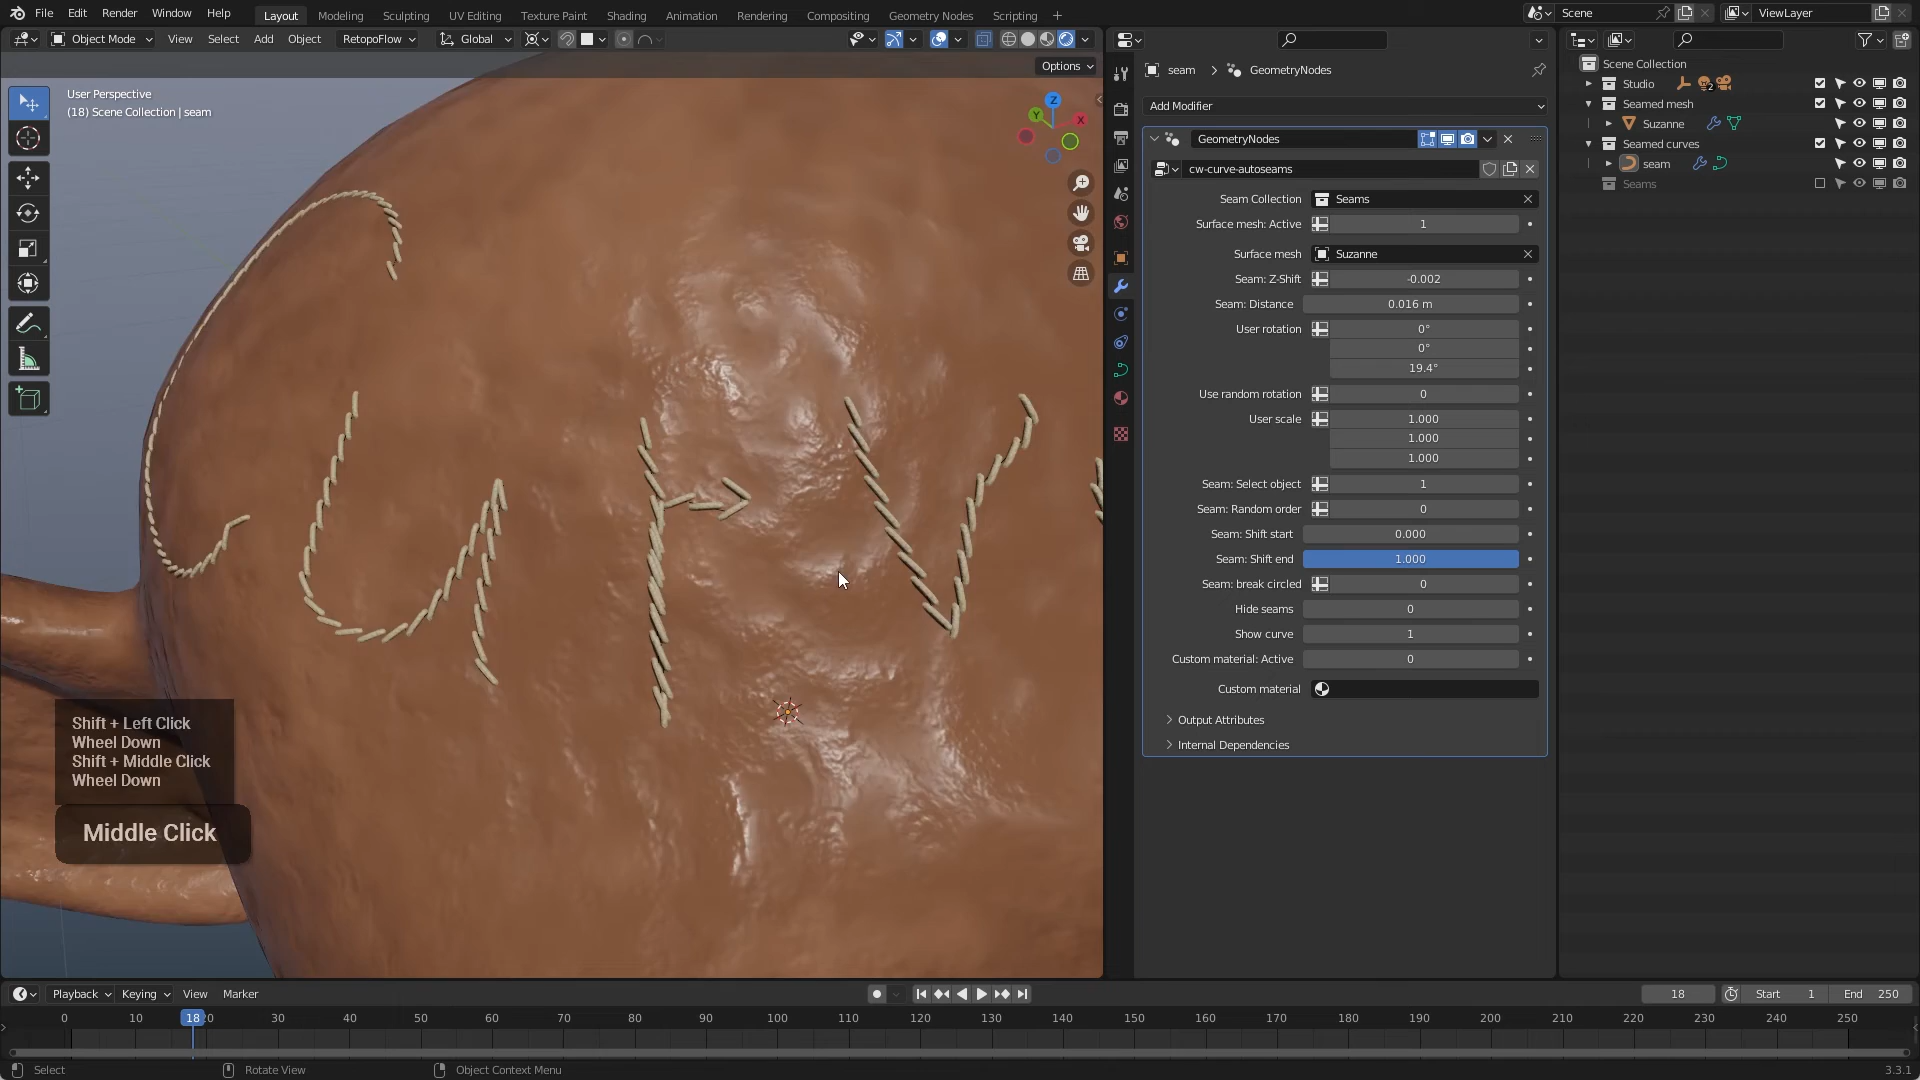 File Edit Render Window Help Layout Modeling Sculpting UV Editing Texture Paint Shading Animation Rendering Compositing Geometry Nodes Scripting + Scene ViewLayer
Object Mode View Select Add Object RetopoFlow Global
Options
User Perspective
(18) Scene Collection | seam
Z
Y
X
Shift + Left Click
Wheel Down
Shift + Middle Click
Wheel Down
Middle Click
seam > GeometryNodes
Add Modifier
GeometryNodes
cw-curve-autoseams
Seam Collection Seams
Surface mesh: Active 1
Surface mesh Suzanne
Seam: Z-Shift -0.002
Seam: Distance 0.016 m
User rotation 0°
0°
19.4°
Use random rotation 0
User scale 1.000
1.000
1.000
Seam: Select object 1
Seam: Random order 0
Seam: Shift start 0.000
Seam: Shift end 1.000
Seam: break circled 0
Hide seams 0
Show curve 1
Custom material: Active 0
Custom material
Output Attributes
Internal Dependencies
Scene Collection
Studio 2
Seamed mesh
Suzanne
Seamed curves
seam
Seams
Playback Keying View Marker 18 Start 1 End 250
0 10 18 20 30 40 50 60 70 80 90 100 110 120 130 140 150 160 170 180 190 200 210 220 230 240 250
Select Rotate View Object Context Menu 3.3.1